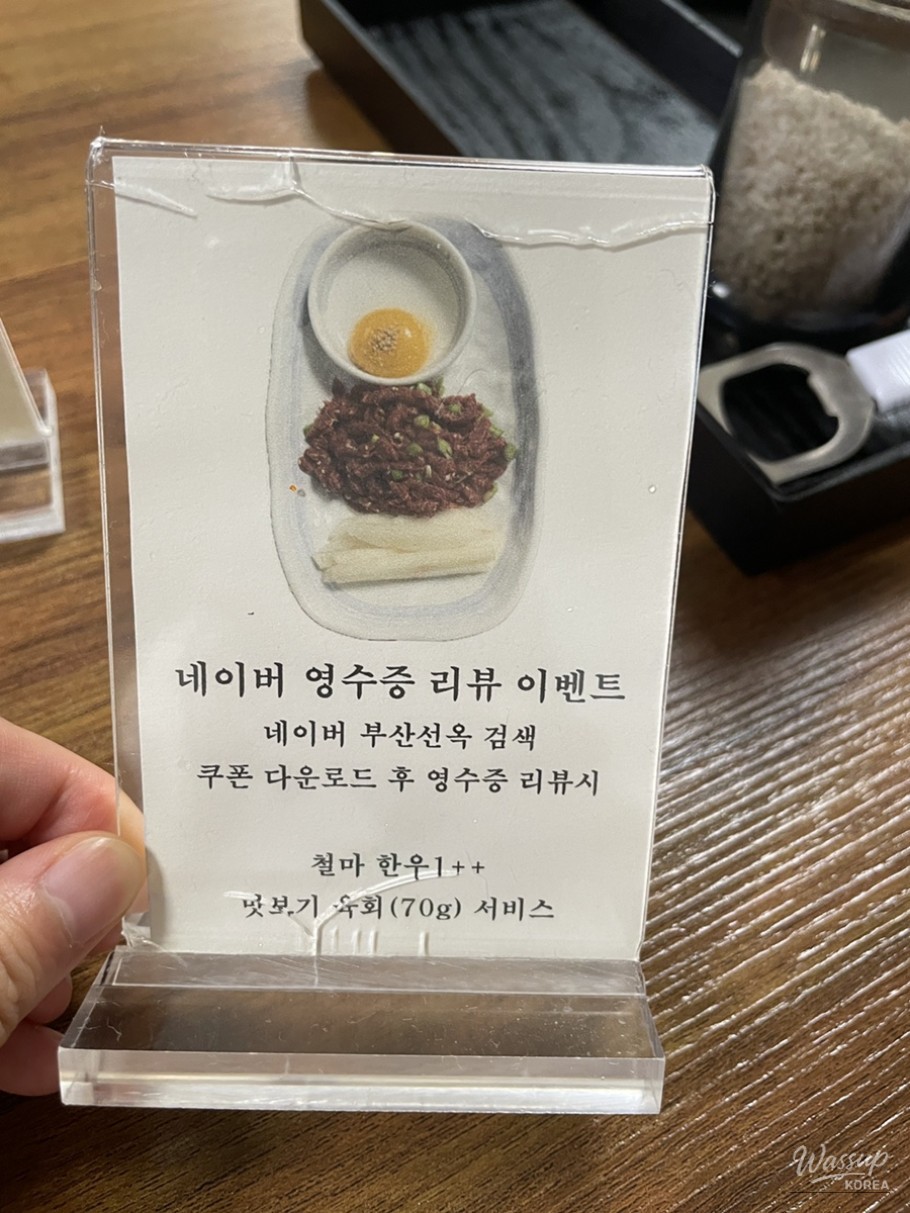 네이버 영수증 리뷰 이벤트
네이버 부산선옥 검색
쿠폰 다운로드 후 영수증 리뷰시
철마 한우1++
맛보기 육회(70g) 서비스
Wassup
KOREA